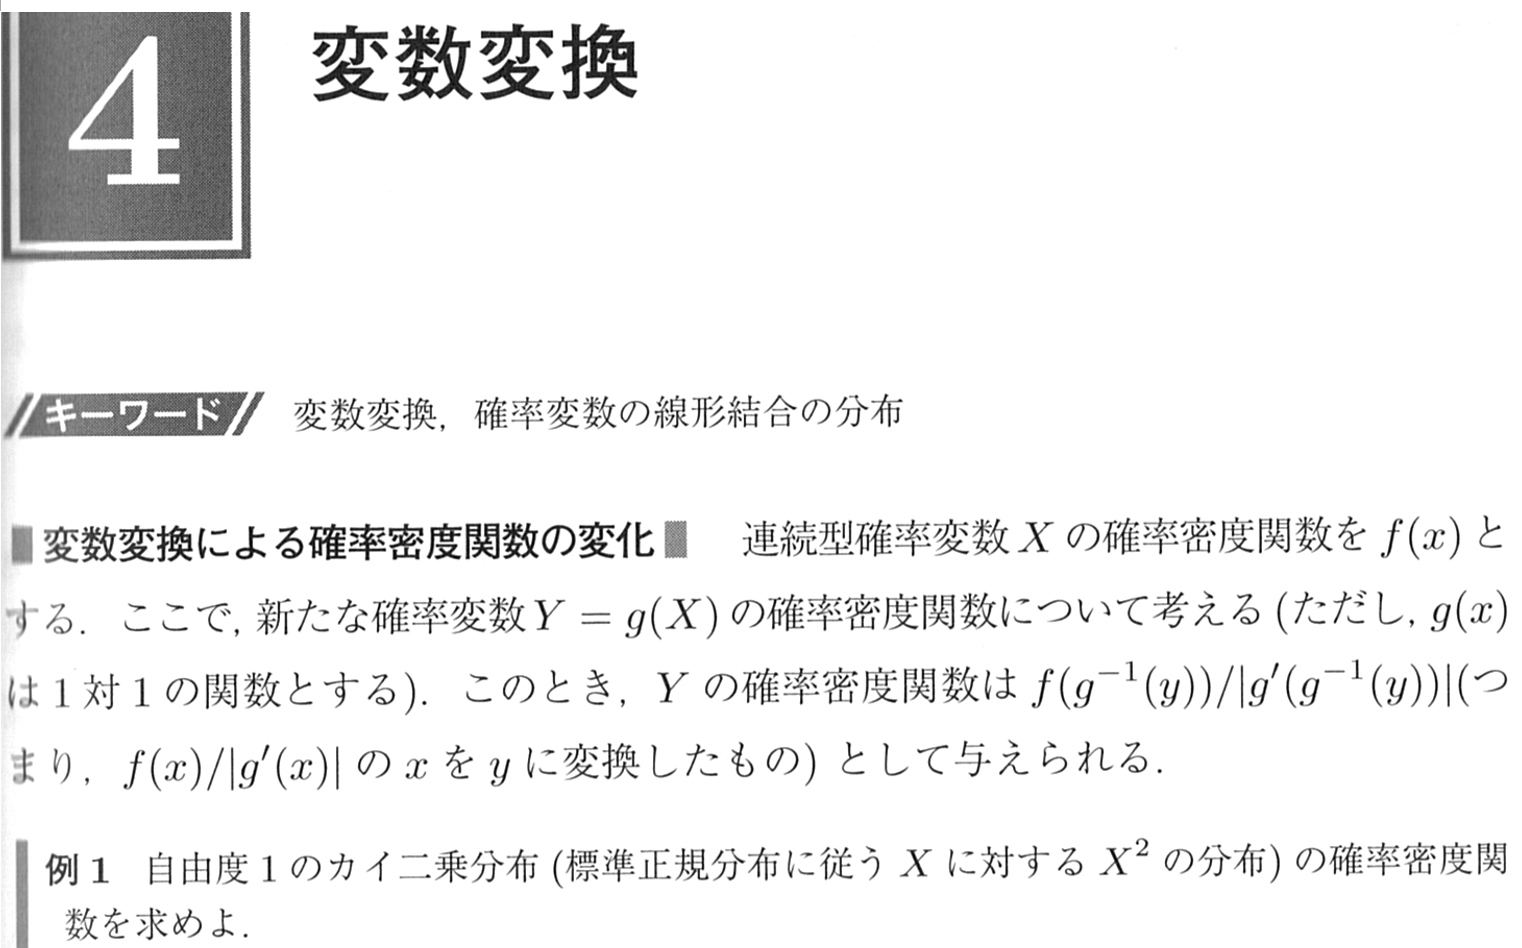 4
変数変換
キーワード 変数変換，確率変数の線形結合の分布
変数変換による確率密度関数の変化 連続型確率変数 X の確率密度関数を f(x) と
する．ここで, 新たな確率変数 Y = g(X) の確率密度関数について考える (ただし, g(x)
は 1 対 1 の関数とする)．このとき，Y の確率密度関数は f(g⁻¹(y))/|g′(g⁻¹(y))|(つ
まり，f(x)/|g′(x)| の x を y に変換したもの) として与えられる．
例 1 自由度 1 のカイ二乗分布 (標準正規分布に従う X に対する X² の分布) の確率密度関
数を求めよ．